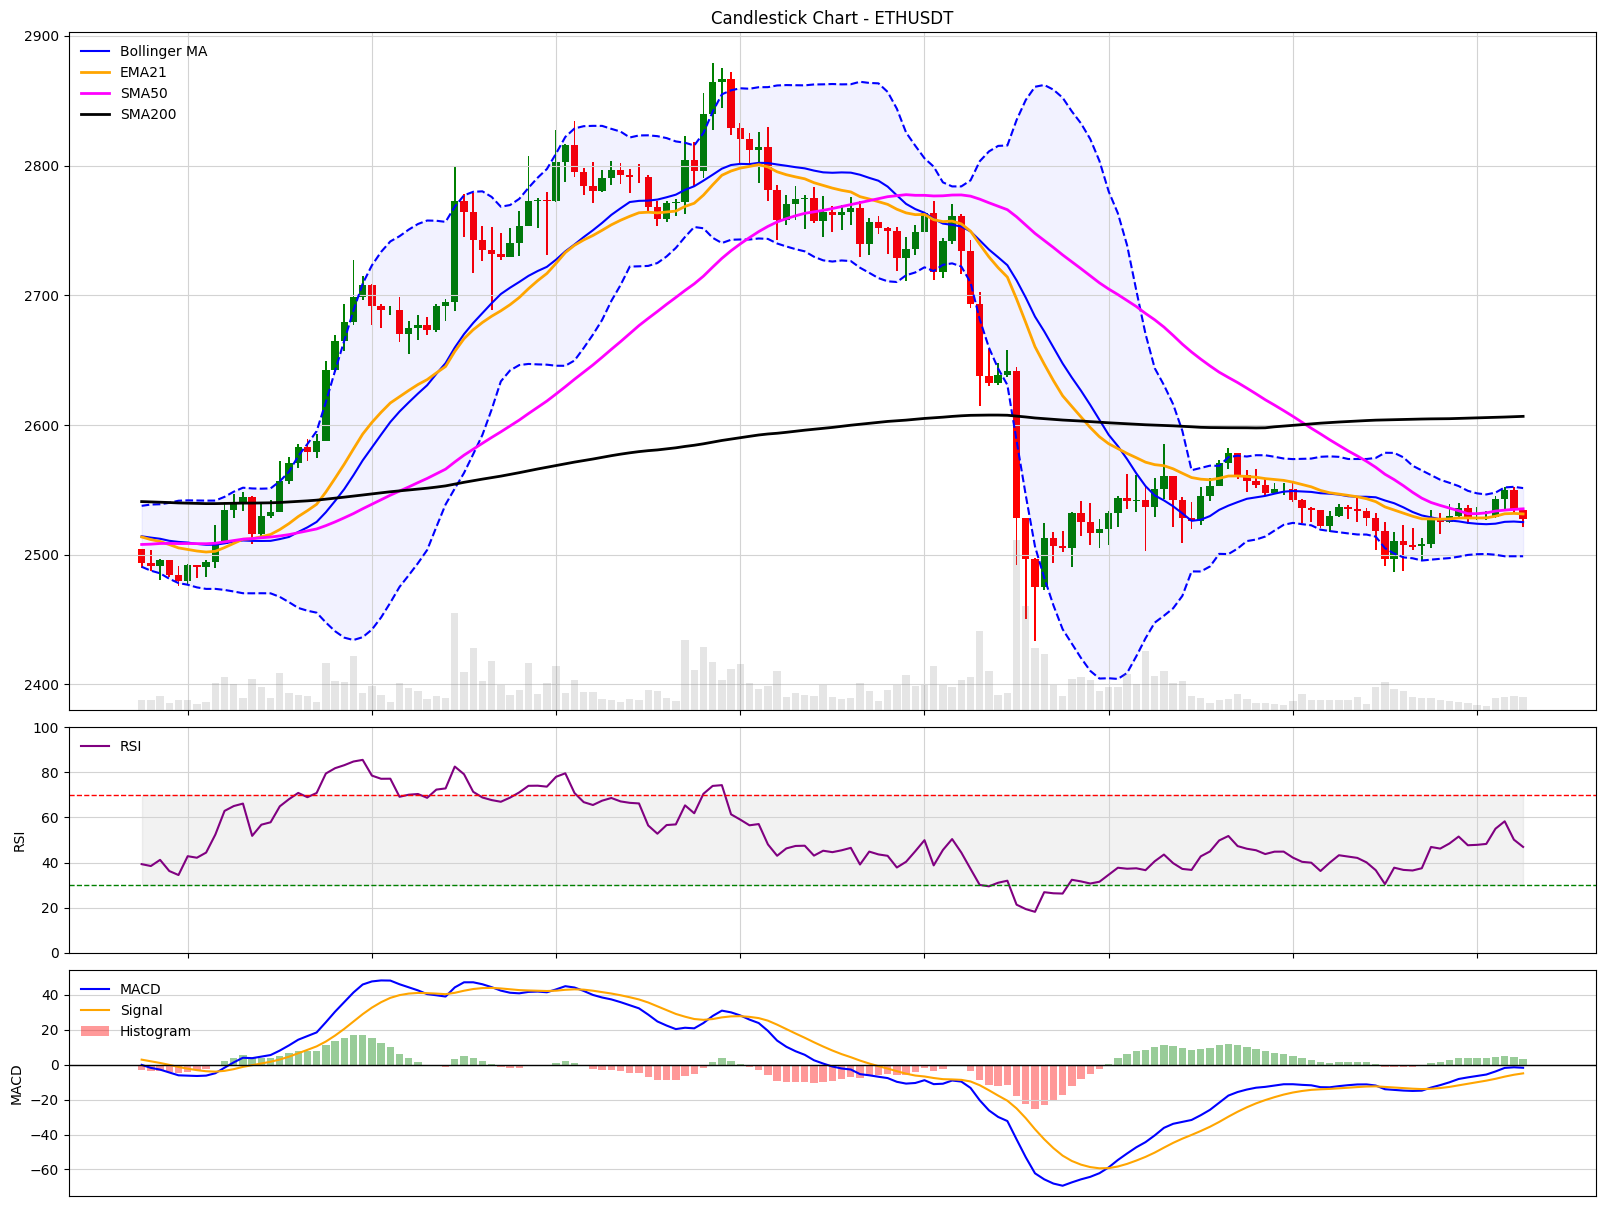 Candlestick Chart - ETHUSDT
2900
2800
2700
2600
2500
2400
Bollinger MA
EMA21
SMA50
SMA200
100
80
60
40
20
0
RSI
RSI
40
20
0
−20
−40
−60
MACD
MACD
Signal
Histogram